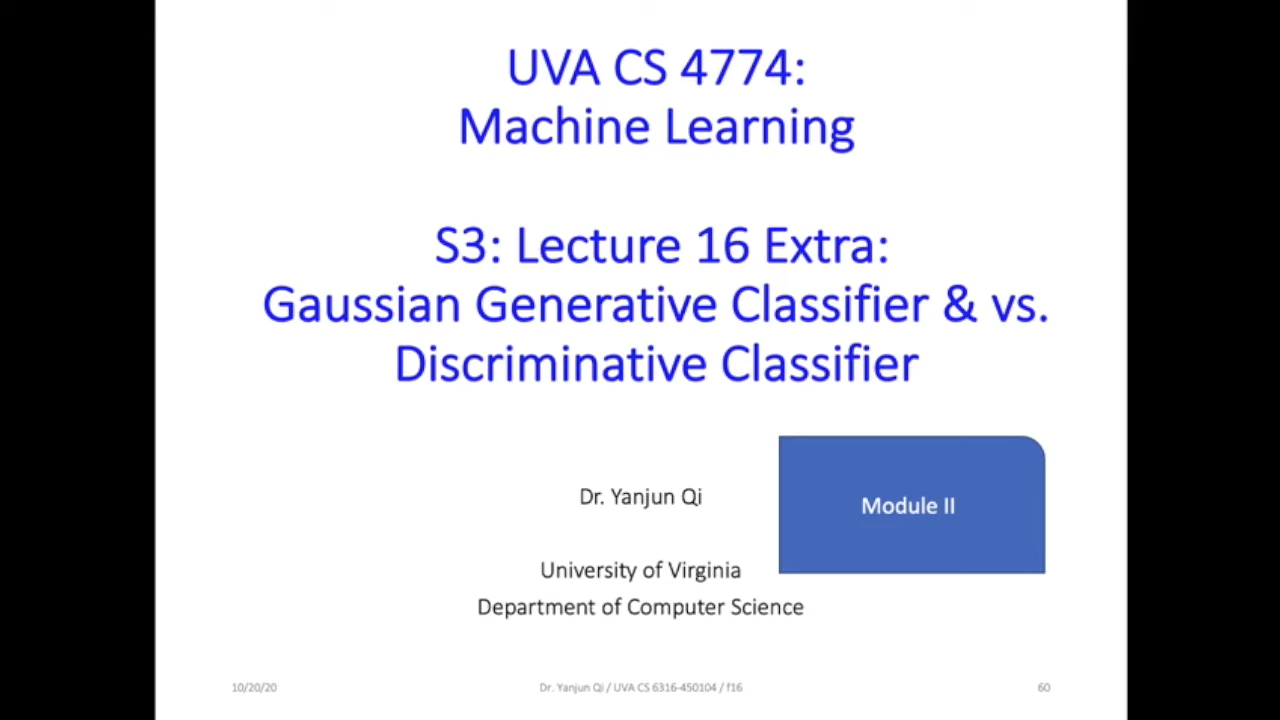 UVA CS 4774:
Machine Learning
S3: Lecture 16 Extra:
Gaussian Generative Classifier & vs.
Discriminative Classifier
Dr. Yanjun Qi
Module II
University of Virginia
Department of Computer Science
10/20/20
Dr. Yanjun Qi / UVA CS 6316-450104 / f16
60